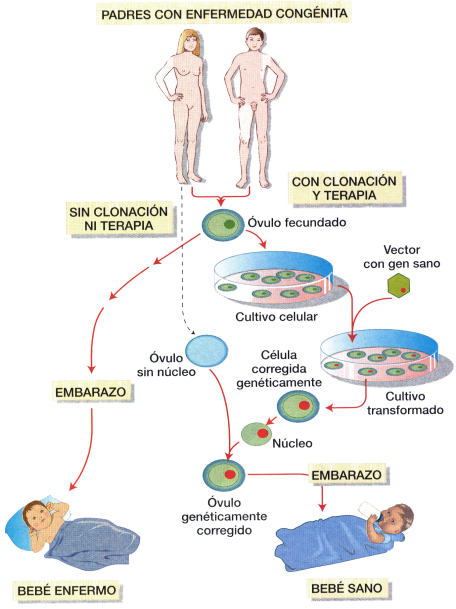 PADRES CON ENFERMEDAD CONGÉNITA
SIN CLONACIÓN
NI TERAPIA
CON CLONACIÓN
Y TERAPIA
Óvulo fecundado
Vector
con gen sano
Cultivo celular
Óvulo
sin núcleo
Célula
corregida
genéticamente
Cultivo
transformado
EMBARAZO
Núcleo
EMBARAZO
Óvulo
genéticamente
corregido
BEBÉ ENFERMO
BEBÉ SANO